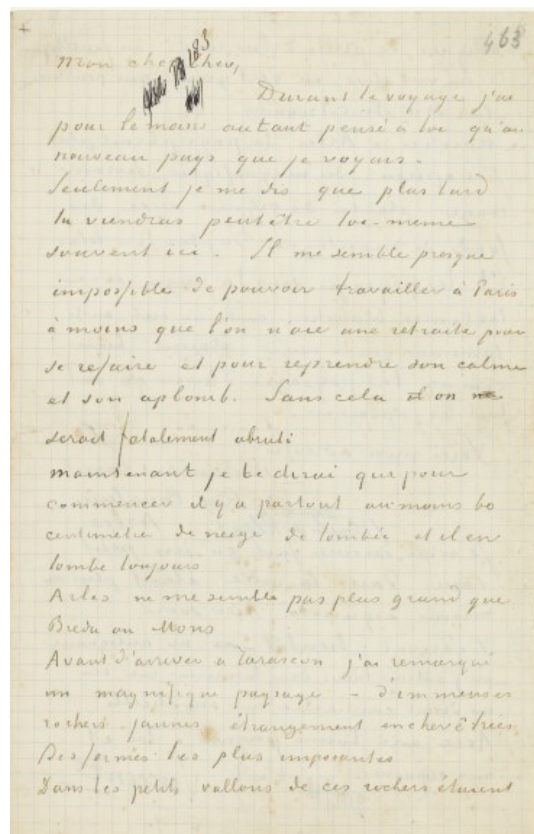 463
Mon cher Theo,
Durant le voyage j'ai
pour le moins autant pensé à toi qu'au
nouveau pays que je voyais.
Seulement je me dis que plus tard
tu viendras peut être toi-même
souvent ici. Il me semble presque
impossible de pouvoir travailler à Paris
à moins que l'on n'aie une retraite pour
se refaire et pour reprendre son calme
et son aplomb. Sans cela on
serait fatalement abruti
maintenant je te dirai que pour
commencer il y a partout au moins 60
centimètres de neige de tombée et il en
tombe toujours
Arles ne me semble pas plus grand que
Breda ou Mons
Avant d'arriver à Tarascon j'ai remarqué
un magnifique paysage – d'immenses
rochers jaunes étrangement enchevêtrés
des formes les plus imposantes
Dans les petits vallons de ces rochers étaient